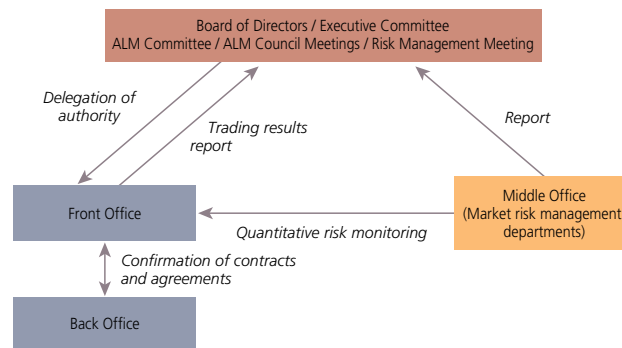 Board of Directors / Executive Committee
ALM Committee / ALM Council Meetings / Risk Management Meeting
Delegation of
authority
Trading results
report
Report
Front Office
Middle Office
(Market risk management
departments)
Quantitative risk monitoring
Confirmation of contracts
and agreements
Back Office